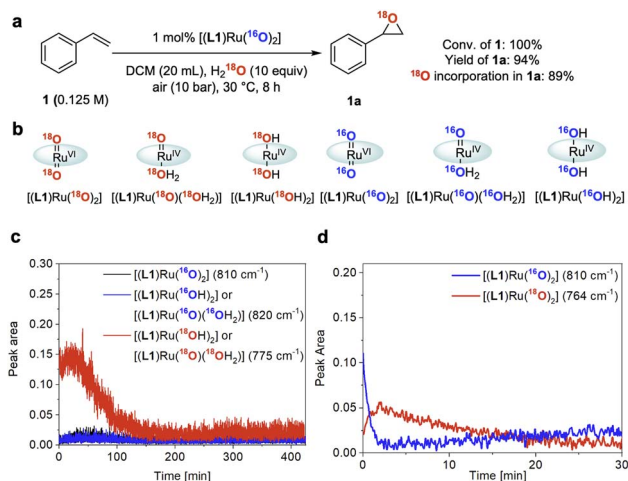 a
1 mol% [(L1)Ru(¹⁶O)₂]
DCM (20 mL), H₂¹⁸O (10 equiv)
air (10 bar), 30 °C, 8 h
1 (0.125 M)
¹⁸O
1a
Conv. of 1: 100%
Yield of 1a: 94%
¹⁸O incorporation in 1a: 89%
b
¹⁸O ¹⁸O ¹⁸OH ¹⁶O ¹⁶O ¹⁶OH
Ruⱽᴵ Ruᴵⱽ Ruᴵⱽ Ruⱽᴵ Ruᴵⱽ Ruᴵⱽ
¹⁸O ¹⁸OH₂ ¹⁸OH ¹⁶O ¹⁶OH₂ ¹⁶OH
[(L1)Ru(¹⁸O)₂] [(L1)Ru(¹⁸O)(¹⁸OH₂)] [(L1)Ru(¹⁸OH)₂] [(L1)Ru(¹⁶O)₂] [(L1)Ru(¹⁶O)(¹⁶OH₂)] [(L1)Ru(¹⁶OH)₂]
c
[(L1)Ru(¹⁶O)₂] (810 cm⁻¹)
[(L1)Ru(¹⁶OH)₂] or
[(L1)Ru(¹⁶O)(¹⁶OH₂)] (820 cm⁻¹)
[(L1)Ru(¹⁸OH)₂] or
[(L1)Ru(¹⁸O)(¹⁸OH₂)] (775 cm⁻¹)
Peak area
0.30
0.25
0.20
0.15
0.10
0.05
0.00
0 100 200 300 400
Time [min]
d
[(L1)Ru(¹⁶O)₂] (810 cm⁻¹)
[(L1)Ru(¹⁸O)₂] (764 cm⁻¹)
Peak Area
0.20
0.15
0.10
0.05
0.00
0 10 20 30
Time [min]